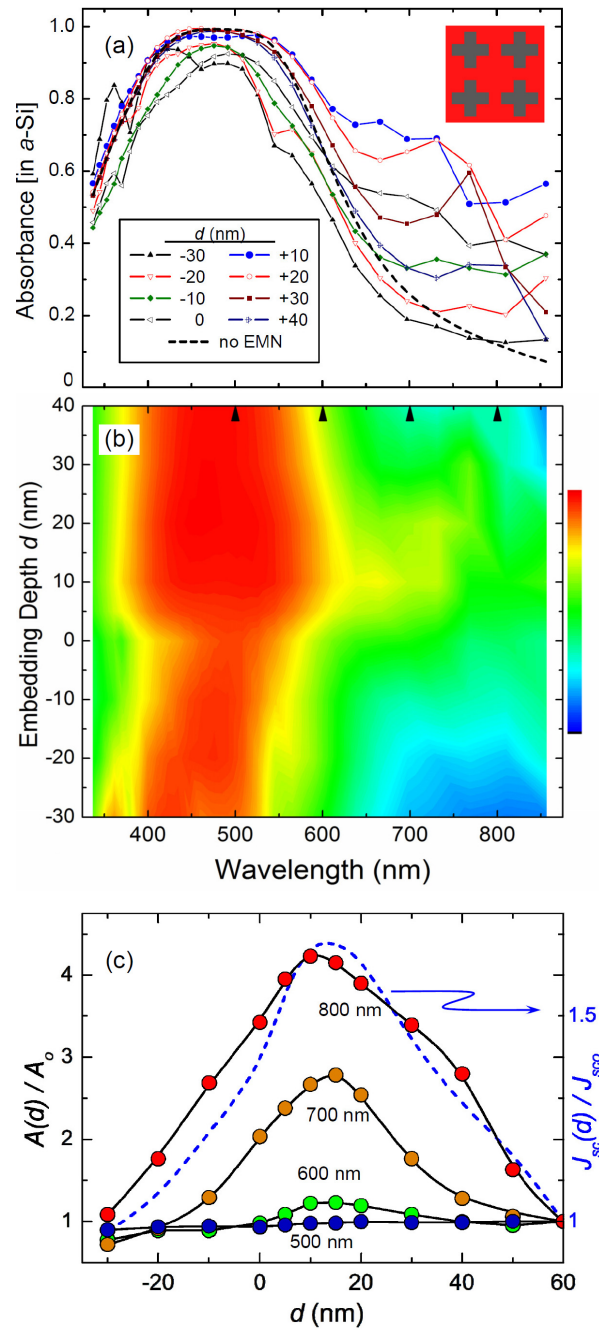 (a)
Absorbance [in a-Si]
1.0
0.8
0.6
0.4
0.2
0
d (nm)
-30 +10
-20 +20
-10 +30
0 +40
no EMN
(b)
Embedding Depth d (nm)
40
30
20
10
0
-10
-20
-30
400 500 600 700 800
Wavelength (nm)
(c)
A(d) / Ao
4
3
2
1
800 nm
700 nm
600 nm
500 nm
1.5
1
Jsc(d) / Jsco
-20 0 20 40 60
d (nm)